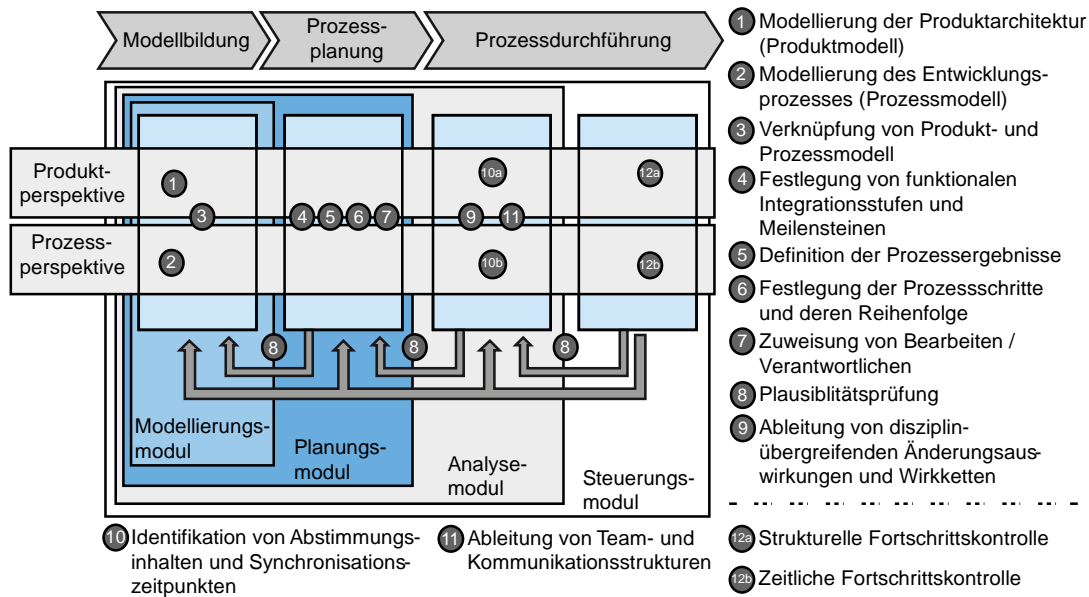 Modellbildung
Prozess-
planung
Prozessdurchführung
Produkt-
perspektive
Prozess-
perspektive
1
2
3
4
5
6
7
9
11
10a
10b
12a
12b
8
8
8
Modellierungs-
modul
Planungs-
modul
Analyse-
modul
Steuerungs-
modul
1 Modellierung der Produktarchitektur
(Produktmodell)
2 Modellierung des Entwicklungs-
prozesses (Prozessmodell)
3 Verknüpfung von Produkt- und
Prozessmodell
4 Festlegung von funktionalen
Integrationsstufen und
Meilensteinen
5 Definition der Prozessergebnisse
6 Festlegung der Prozessschritte
und deren Reihenfolge
7 Zuweisung von Bearbeiten /
Verantwortlichen
8 Plausiblitätsprüfung
9 Ableitung von disziplin-
übergreifenden Änderungsaus-
wirkungen und Wirkketten
10 Identifikation von Abstimmungs-
inhalten und Synchronisations-
zeitpunkten
11 Ableitung von Team- und
Kommunikationsstrukturen
12a Strukturelle Fortschrittskontrolle
12b Zeitliche Fortschrittskontrolle